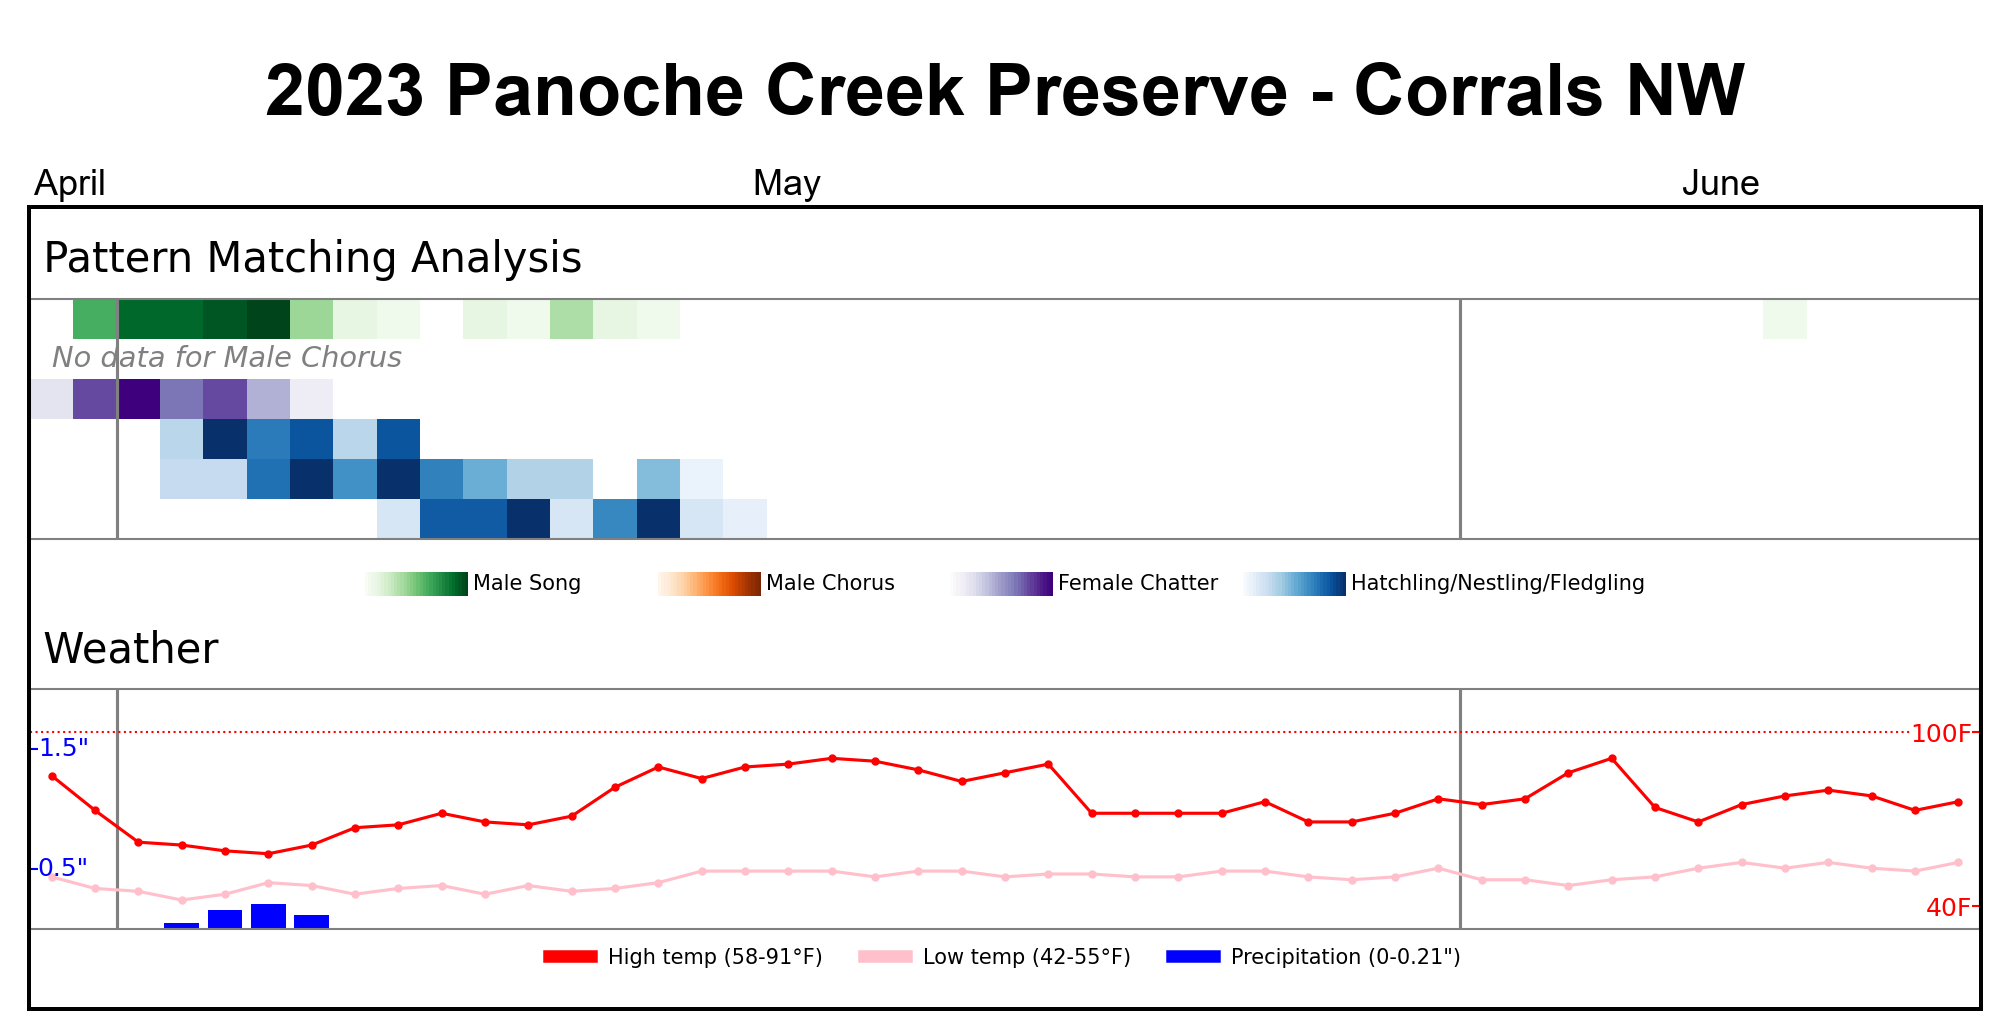 2023 Panoche Creek Preserve - Corrals NW
April May June
Pattern Matching Analysis
No data for Male Chorus
Male Song Male Chorus Female Chatter Hatchling/Nestling/Fledgling
Weather
1.5" 100F
0.5"
40F
High temp (58-91°F) Low temp (42-55°F) Precipitation (0-0.21")